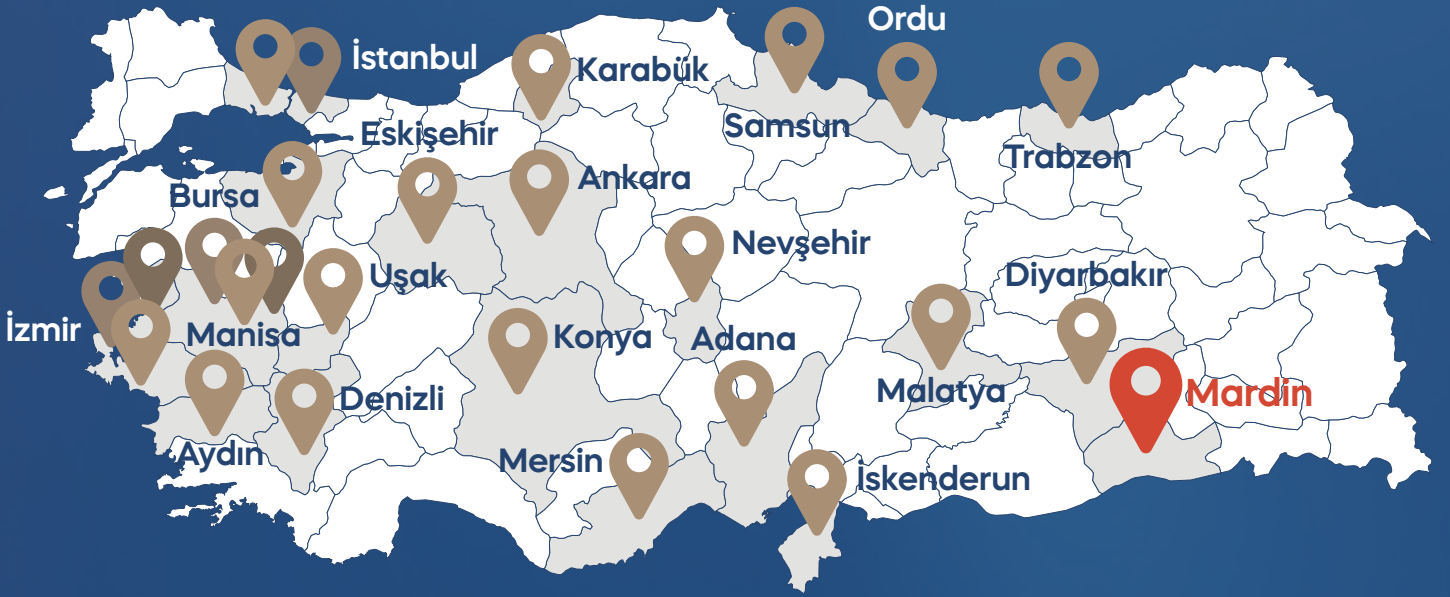 Ordu
İstanbul
Karabük
Samsun
Eskişehir
Trabzon
Ankara
Bursa
Nevşehir
Uşak
Diyarbakır
İzmir
Manisa
Konya
Adana
Malatya
Mardin
Denizli
Aydın
Mersin
İskenderun